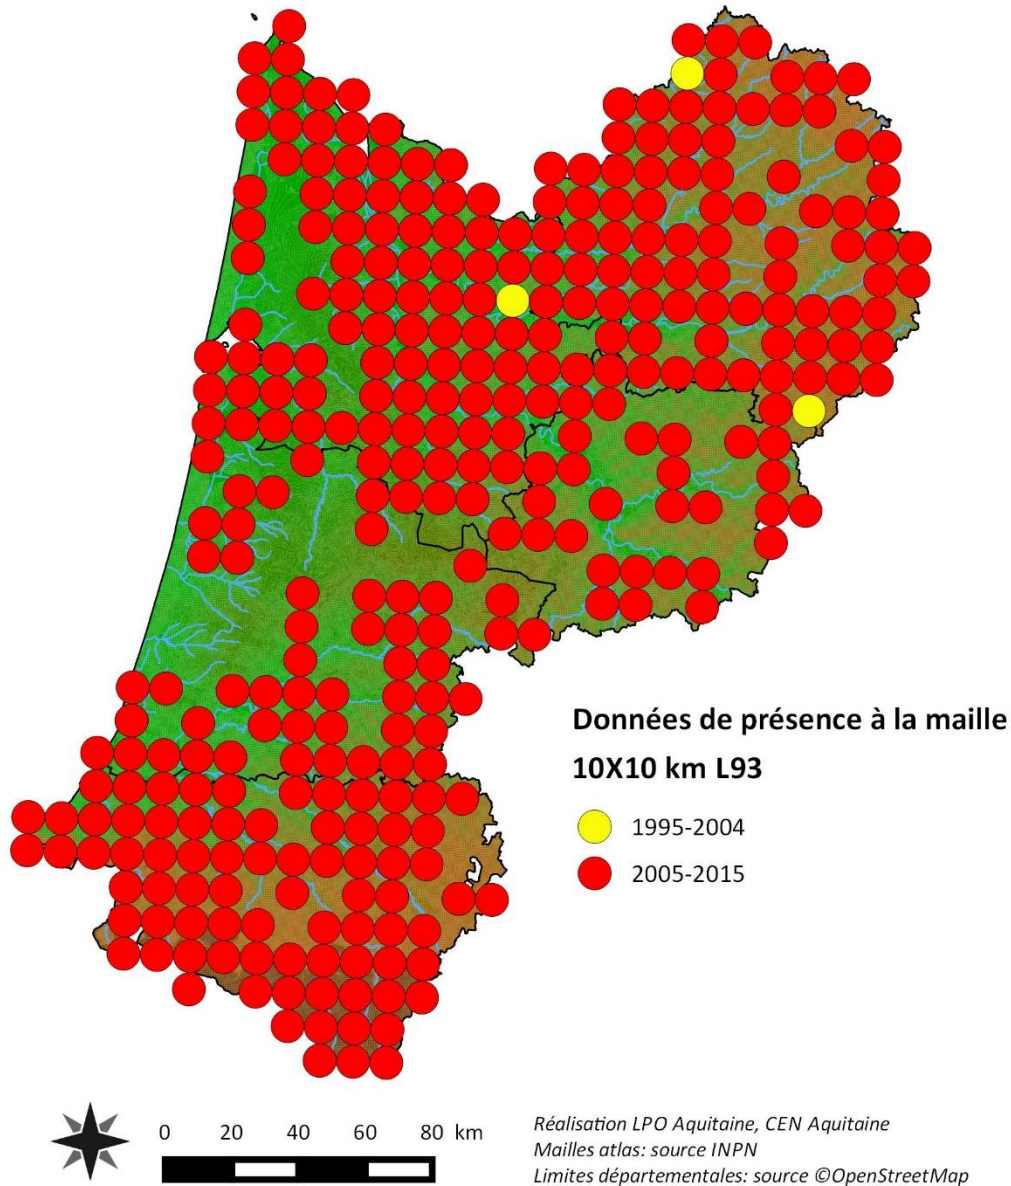 Données de présence à la maille
10X10 km L93
1995-2004
2005-2015
0 20 40 60 80 km
Réalisation LPO Aquitaine, CEN Aquitaine
Mailles atlas: source INPN
Limites départementales: source ©OpenStreetMap